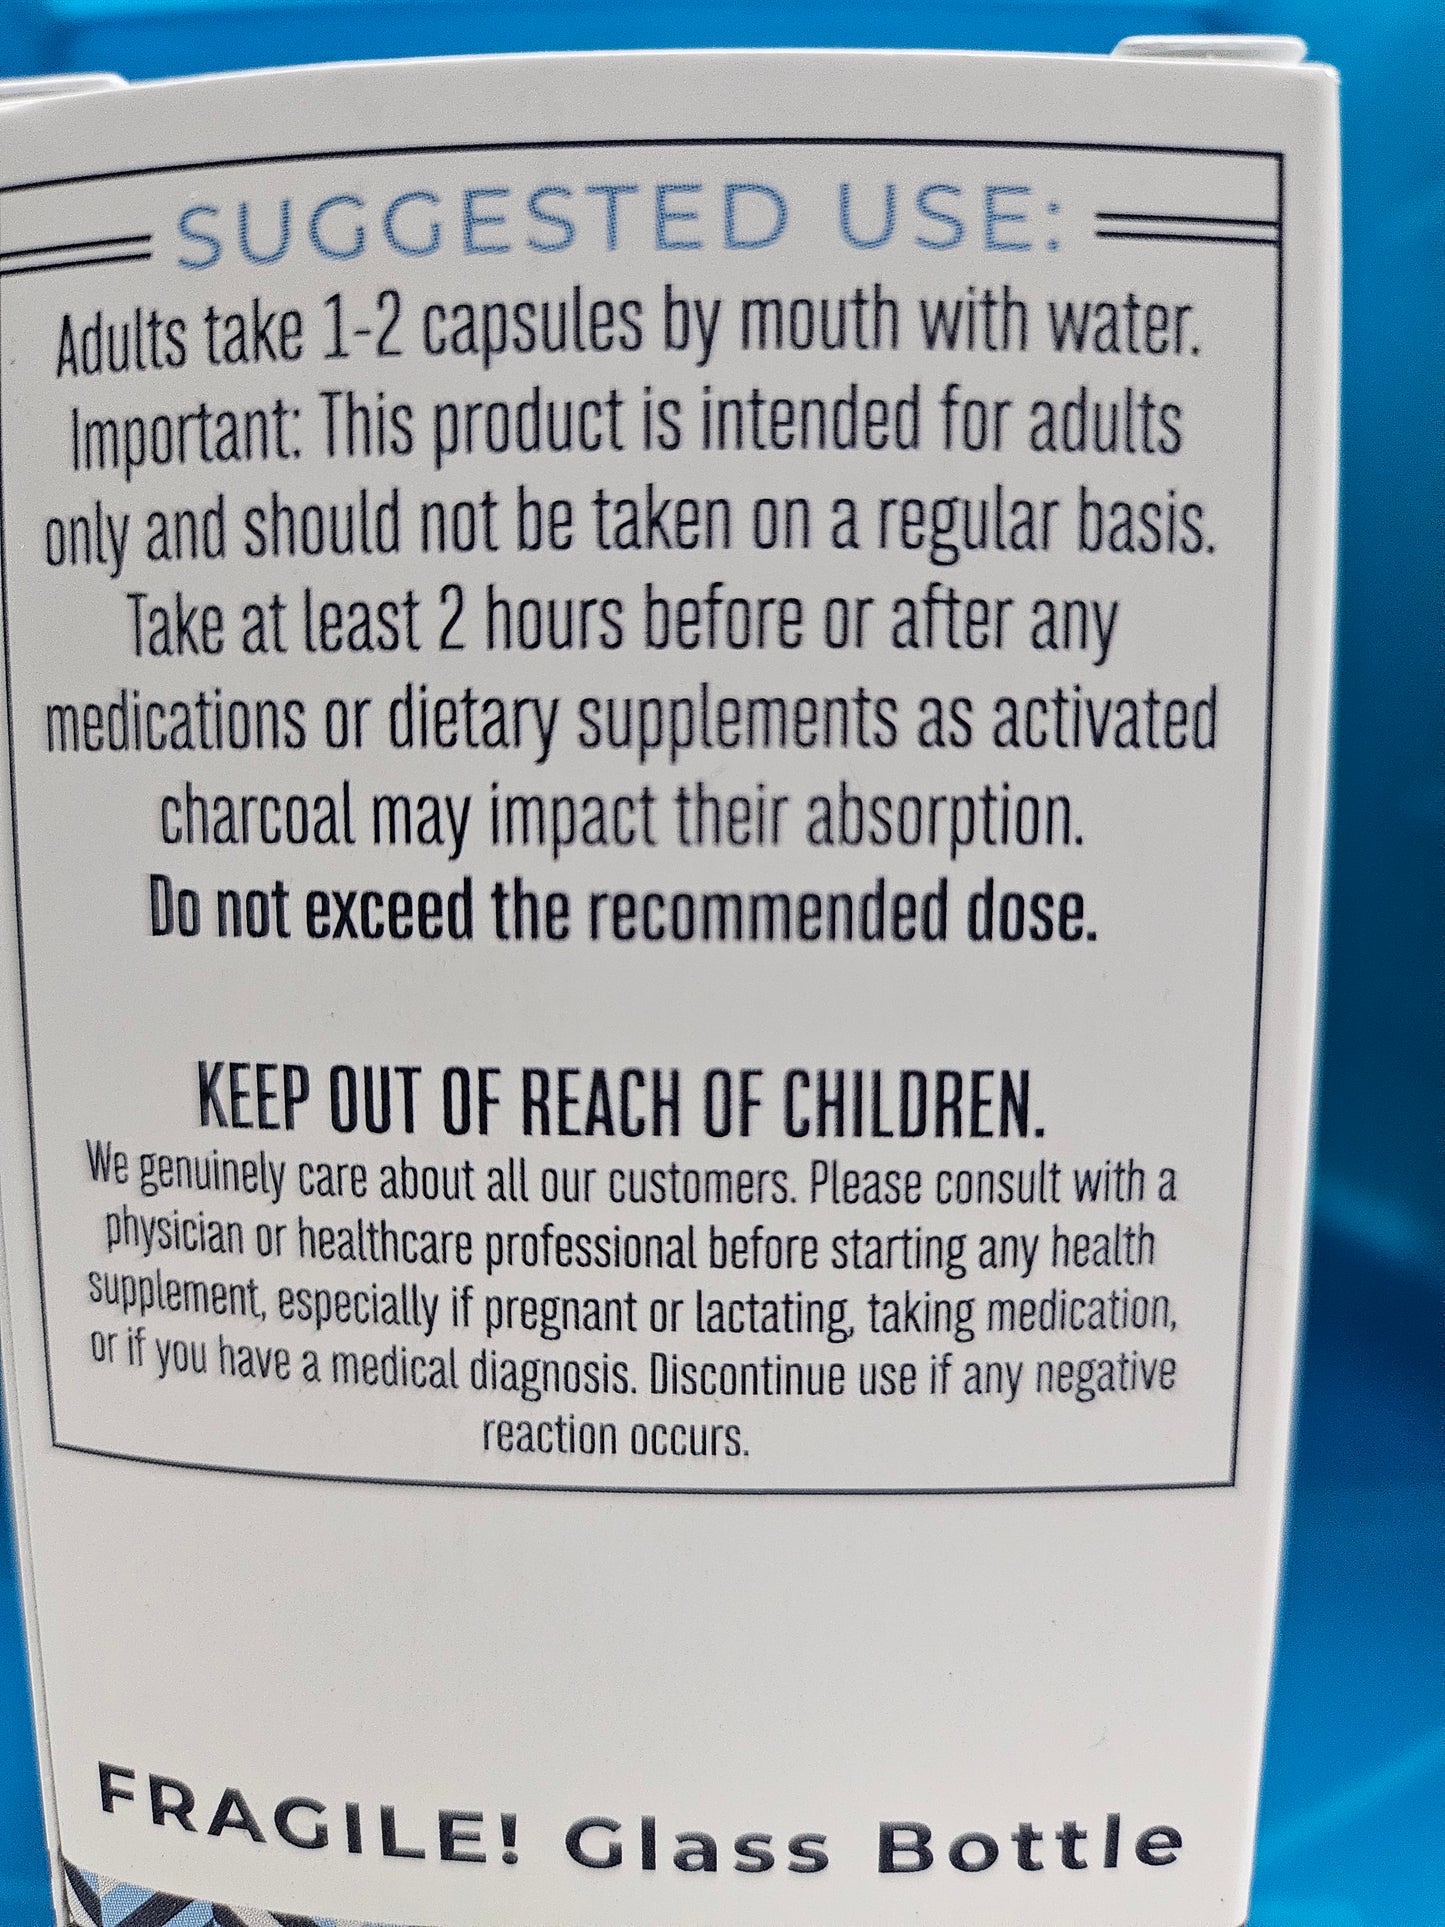 SUGGESTED USE:
Adults take 1-2 capsules by mouth with water.
Important: This product is intended for adults
only and should not be taken on a regular basis.
Take at least 2 hours before or after any
medications or dietary supplements as activated
charcoal may impact their absorption.
Do not exceed the recommended dose.
KEEP OUT OF REACH OF CHILDREN.
We genuinely care about all our customers. Please consult with a
physician or healthcare professional before starting any health
supplement, especially if pregnant or lactating, taking medication,
or if you have a medical diagnosis. Discontinue use if any negative
reaction occurs.
FRAGILE! Glass Bottle